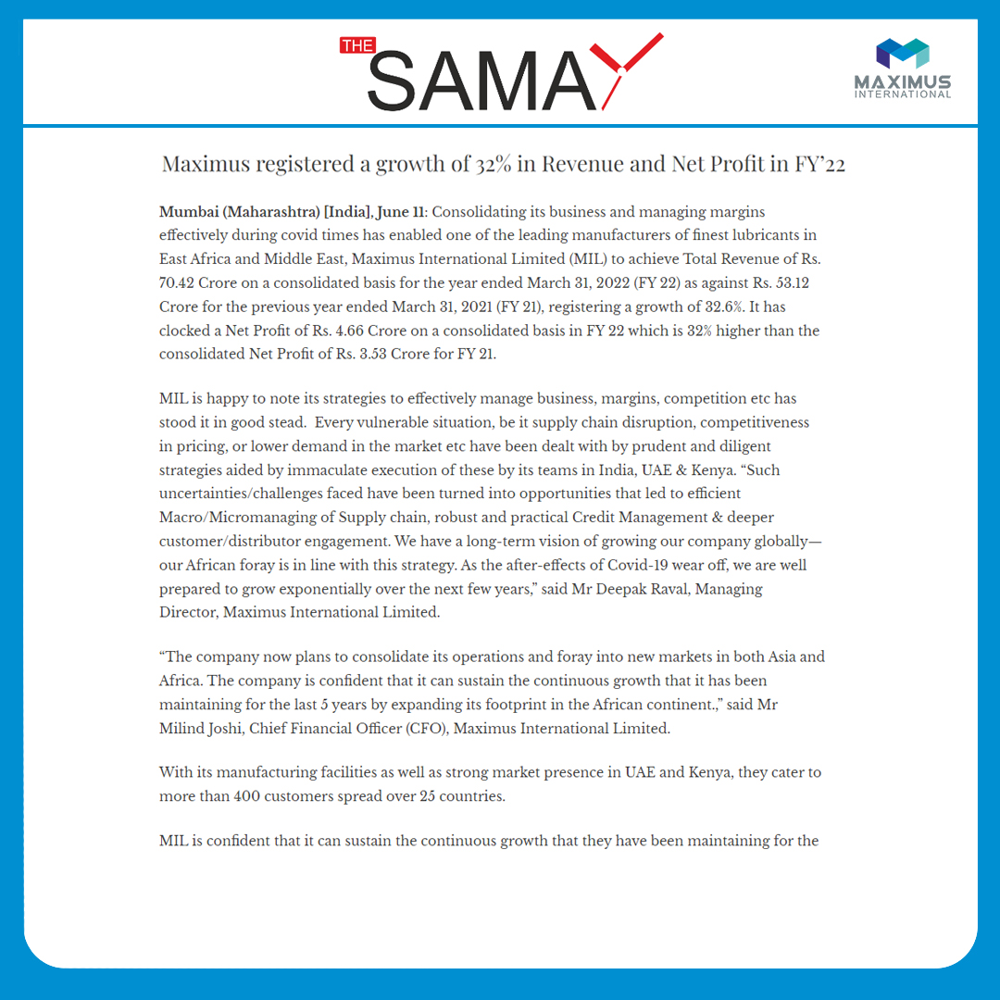 THE
SAMAY
MAXIMUS
INTERNATIONAL
Maximus registered a growth of 32% in Revenue and Net Profit in FY’22
Mumbai (Maharashtra) [India], June 11: Consolidating its business and managing margins
effectively during covid times has enabled one of the leading manufacturers of finest lubricants in
East Africa and Middle East, Maximus International Limited (MIL) to achieve Total Revenue of Rs.
70.42 Crore on a consolidated basis for the year ended March 31, 2022 (FY 22) as against Rs. 53.12
Crore for the previous year ended March 31, 2021 (FY 21), registering a growth of 32.6%. It has
clocked a Net Profit of Rs. 4.66 Crore on a consolidated basis in FY 22 which is 32% higher than the
consolidated Net Profit of Rs. 3.53 Crore for FY 21.
MIL is happy to note its strategies to effectively manage business, margins, competition etc has
stood it in good stead.  Every vulnerable situation, be it supply chain disruption, competitiveness
in pricing, or lower demand in the market etc have been dealt with by prudent and diligent
strategies aided by immaculate execution of these by its teams in India, UAE & Kenya. “Such
uncertainties/challenges faced have been turned into opportunities that led to efficient
Macro/Micromanaging of Supply chain, robust and practical Credit Management & deeper
customer/distributor engagement. We have a long-term vision of growing our company globally—
our African foray is in line with this strategy. As the after-effects of Covid-19 wear off, we are well
prepared to grow exponentially over the next few years,” said Mr Deepak Raval, Managing
Director, Maximus International Limited.
“The company now plans to consolidate its operations and foray into new markets in both Asia and
Africa. The company is confident that it can sustain the continuous growth that it has been
maintaining for the last 5 years by expanding its footprint in the African continent.,” said Mr
Milind Joshi, Chief Financial Officer (CFO), Maximus International Limited.
With its manufacturing facilities as well as strong market presence in UAE and Kenya, they cater to
more than 400 customers spread over 25 countries.
MIL is confident that it can sustain the continuous growth that they have been maintaining for the